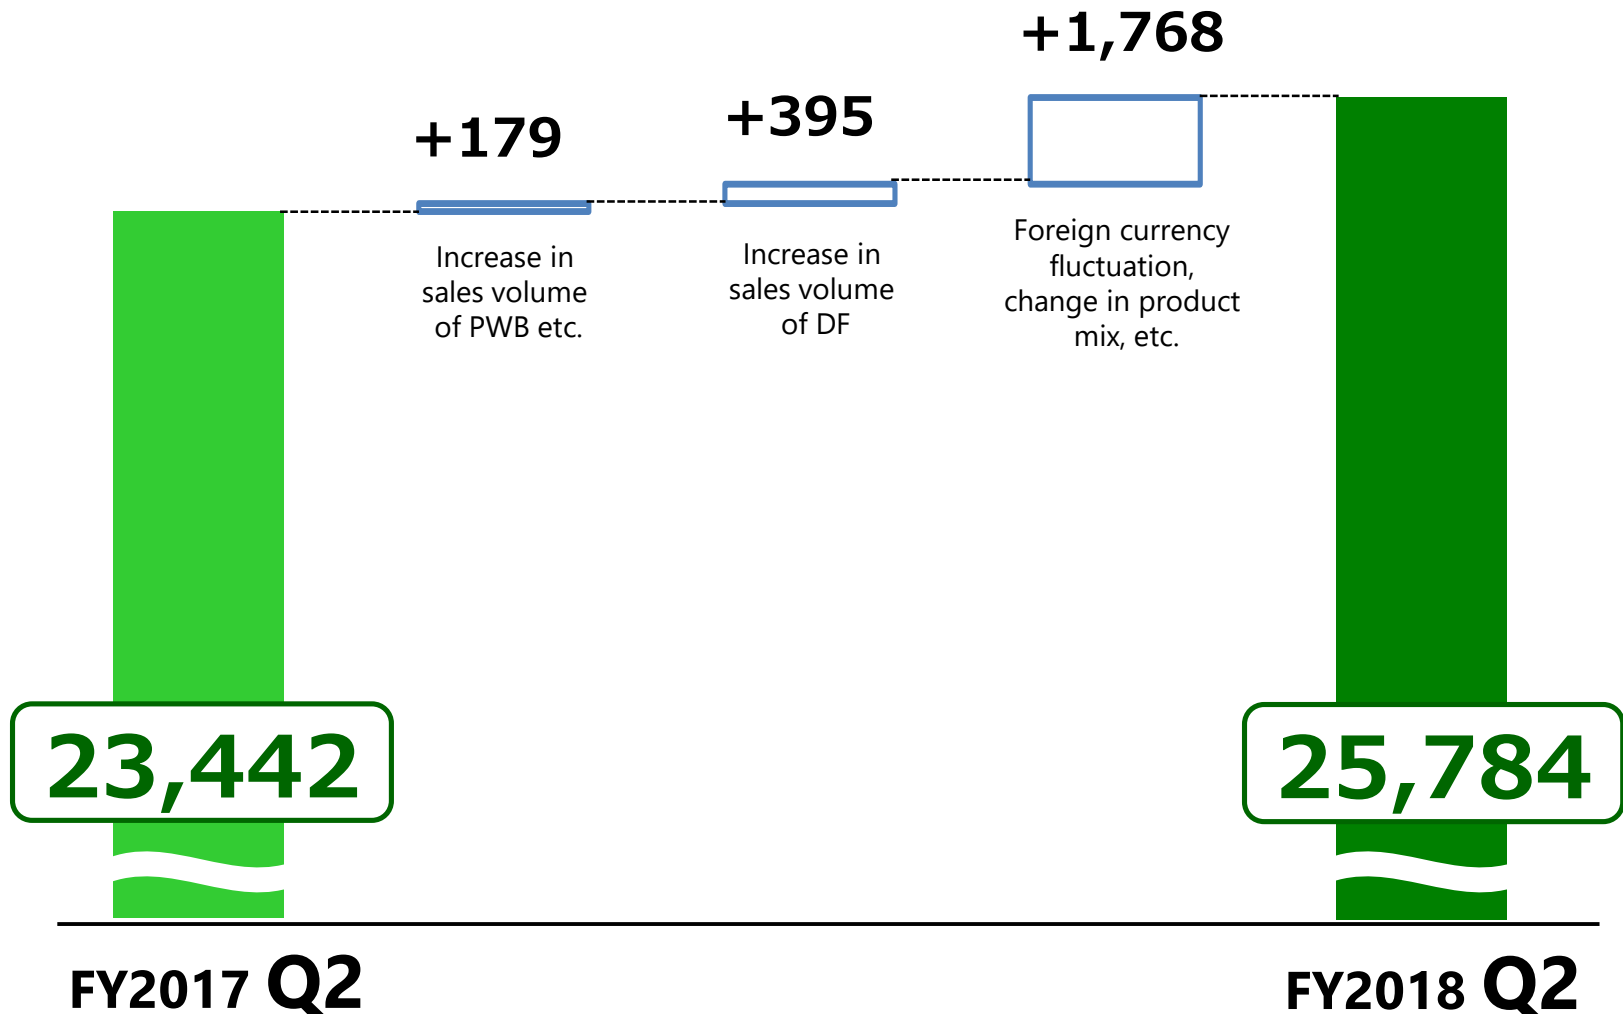 +1,768
+395
+179
Increase in
sales volume
of PWB etc.
Increase in
sales volume
of DF
Foreign currency
fluctuation,
change in product
mix, etc.
23,442
25,784
FY2017 Q2
FY2018 Q2